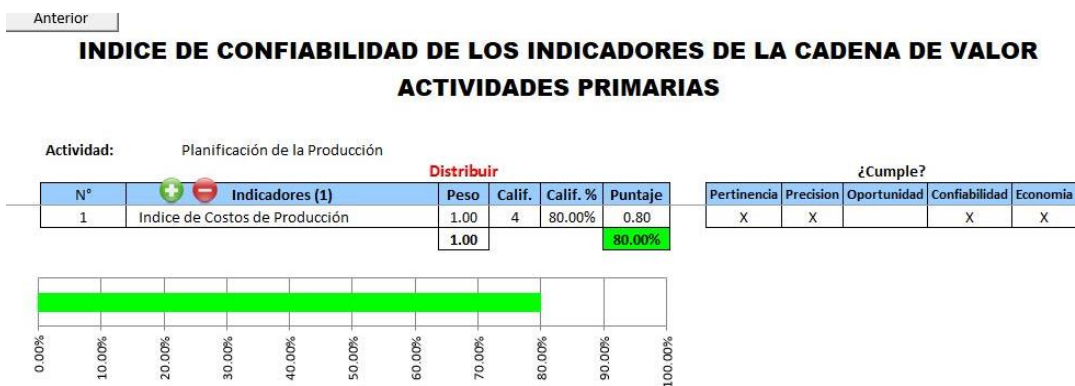 Anterior
INDICE DE CONFIABILIDAD DE LOS INDICADORES DE LA CADENA DE VALOR
ACTIVIDADES PRIMARIAS
Actividad: Planificación de la Producción
Distribuir ¿Cumple?
N° Indicadores (1) Peso Calif. Calif. % Puntaje Pertinencia Precision Oportunidad Confiabilidad Economia
1 Indice de Costos de Producción 1.00 4 80.00% 0.80 X X X X
1.00 80.00%
0.00% 10.00% 20.00% 30.00% 40.00% 50.00% 60.00% 70.00% 80.00% 90.00% 100.00%